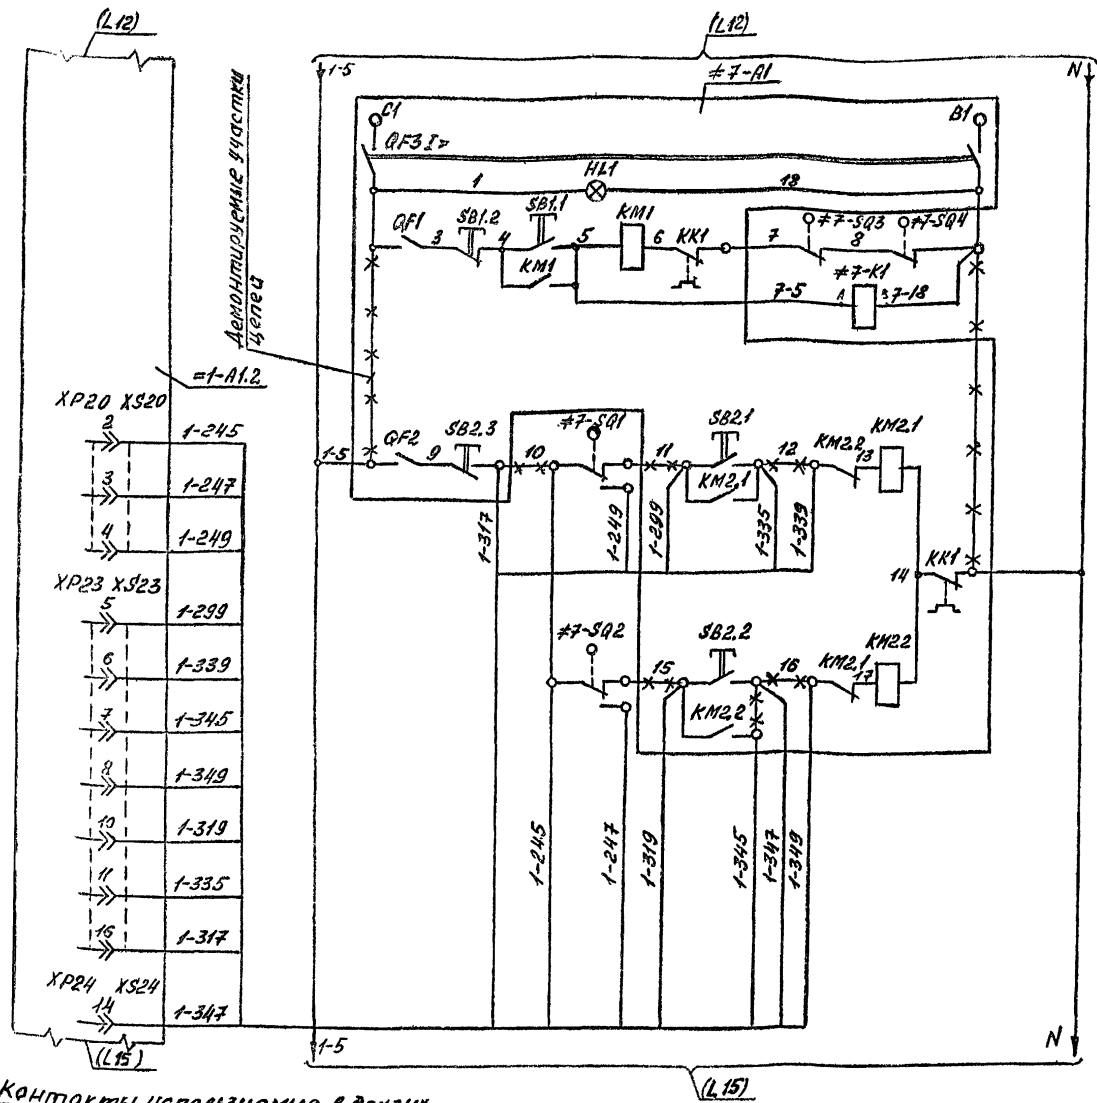 (L12)
(L12)
1-5
N
≠7-A1
C1
B1
QF3 I>
HL1
1
18
Демонтируемые участки
цепей
QF1
3
SB1.2
4
SB1.1
5
KM1
6
KK1
7
≠7-SQ3
8
≠7-SQ4
KM1
≠7-K1
7-5
A
B
7-18
=1-A1.2
XP20 XS20
2
1-245
3
1-247
4
1-249
1-5
QF2
9
SB2.3
10
≠7-SQ1
11
SB2.1
12
KM2.2
13
KM2.1
KM2.1
1-317
1-249
1-299
1-335
1-339
14
KK1
XP23 XS23
5
1-299
6
1-339
7
1-345
8
1-349
10
1-319
11
1-335
16
1-317
≠7-SQ2
15
SB2.2
16
KM2.1
17
KM2.2
KM2.2
1-245
1-247
1-319
1-345
1-347
1-349
XP24 XS24
14
1-347
1-5
N
(L15)
(L15)
Контакты используемые в других